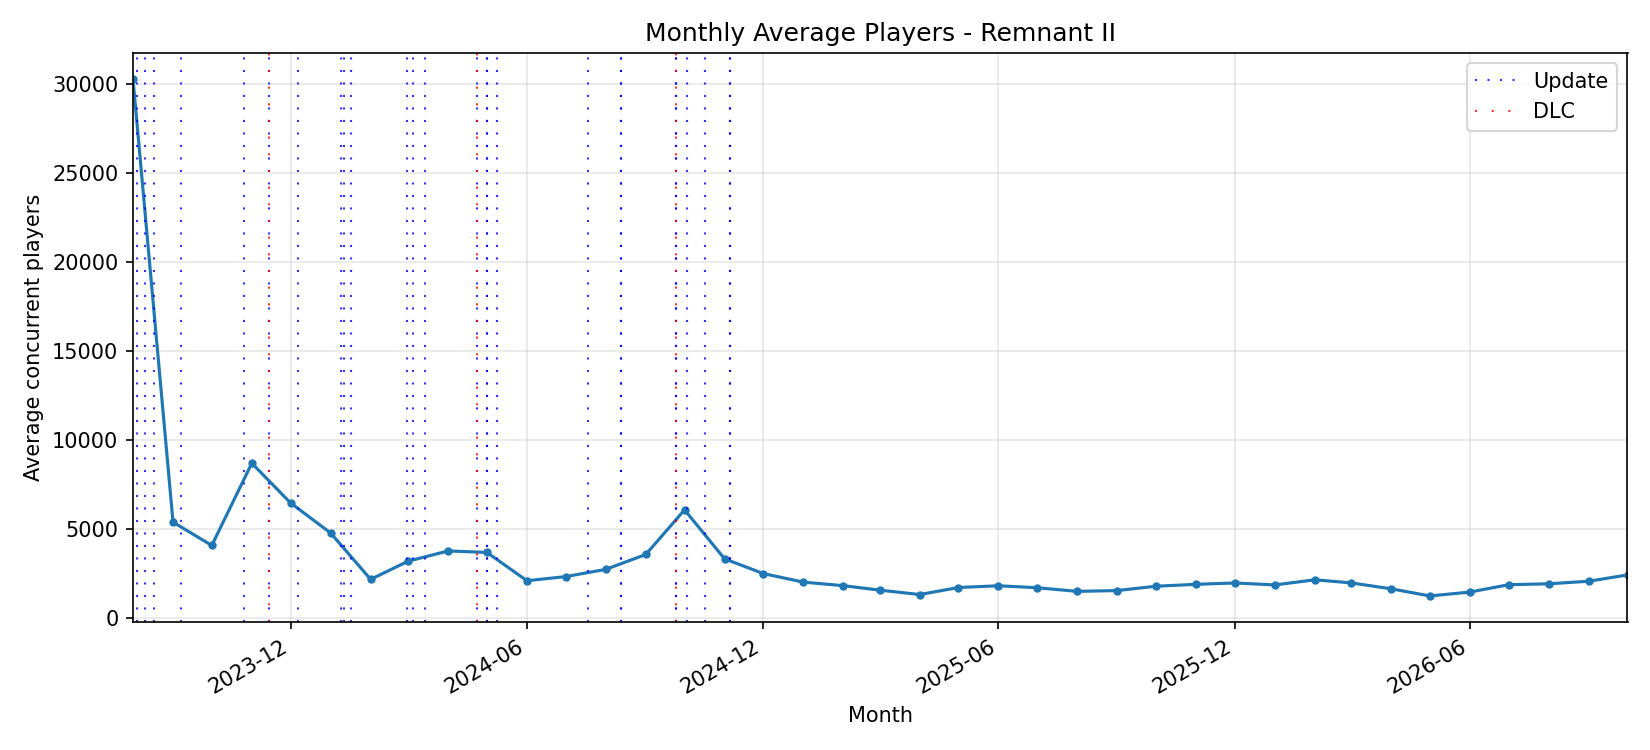 Monthly Average Players - Remnant II
Update
DLC
30000
25000
20000
15000
10000
5000
0
Average concurrent players
2023-12
2024-06
2024-12
2025-06
2025-12
2026-06
Month